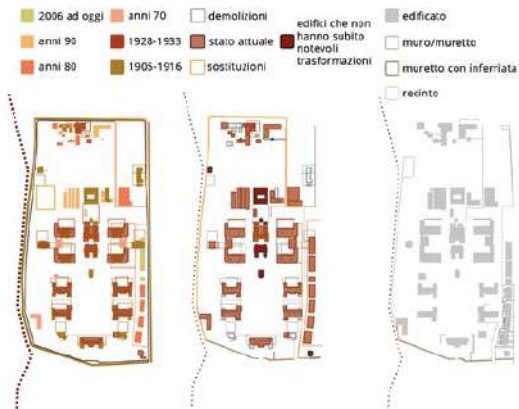 2006 ad oggi
anni 90
anni 80
anni 70
1928-1933
1905-1916
demolizioni
stato attuale
sostituzioni
edifici che non
hanno subito
notevoli
trasformazioni
edificato
muro/muretto
muretto con inferriata
recinto